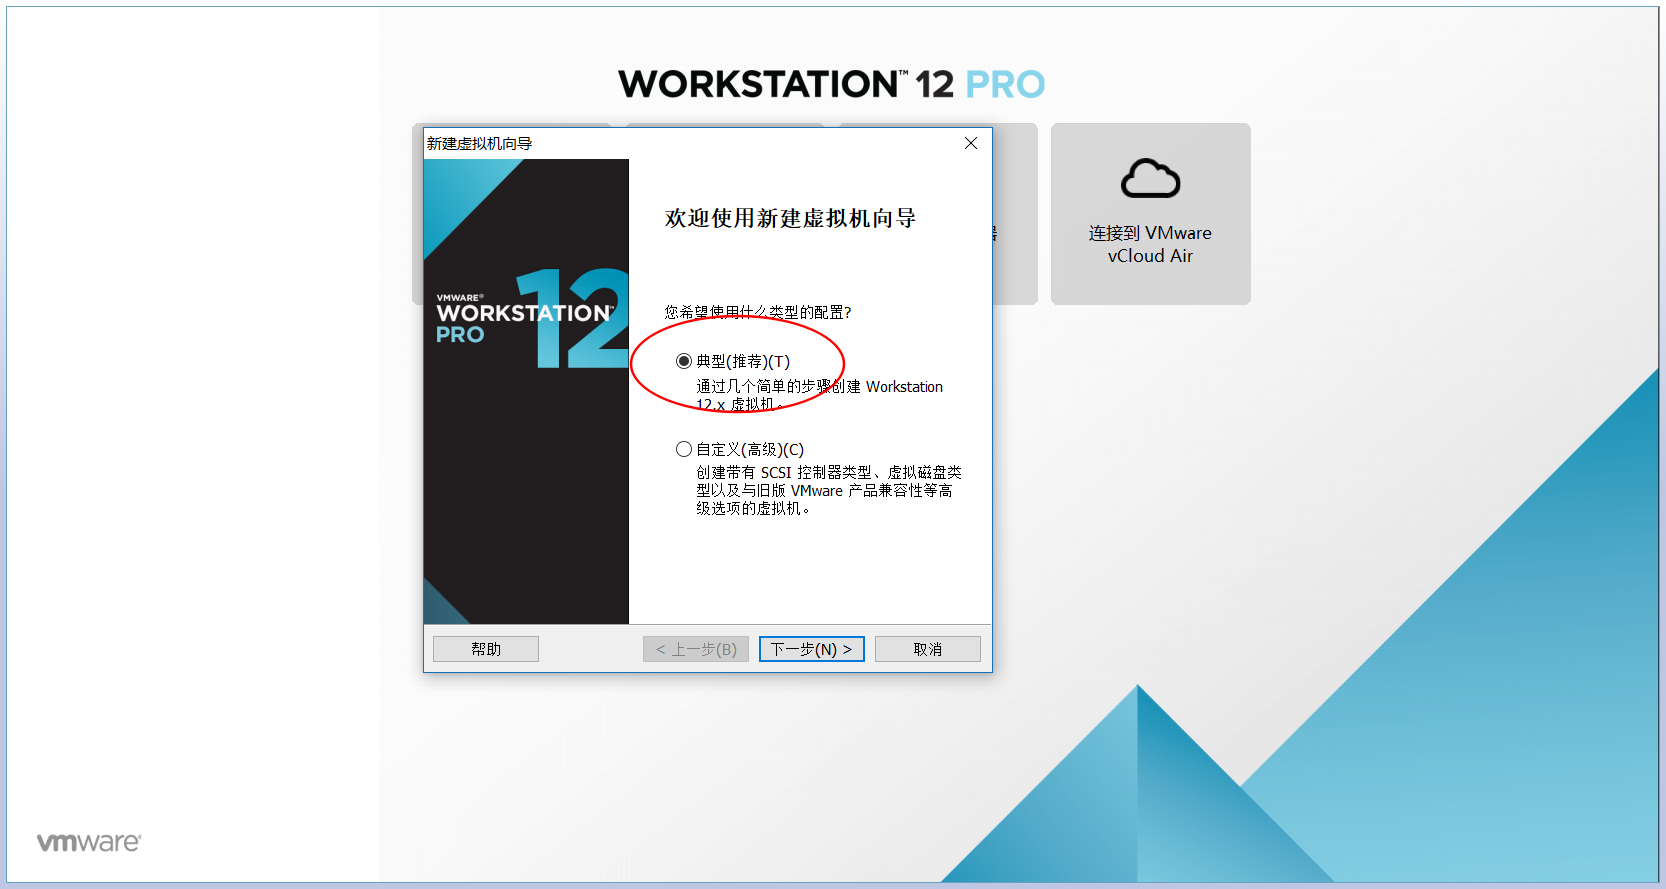 WORKSTATION™ 12 PRO
新建虚拟机向导
VMWARE®
WORKSTATION™
PRO
12
欢迎使用新建虚拟机向导
您希望使用什么类型的配置?
典型(推荐)(T)
通过几个简单的步骤创建 Workstation
12.x 虚拟机。
自定义(高级)(C)
创建带有 SCSI 控制器类型、虚拟磁盘类
型以及与旧版 VMware 产品兼容性等高
级选项的虚拟机。
帮助
< 上一步(B)
下一步(N) >
取消
连接到 VMware
vCloud Air
vmware®